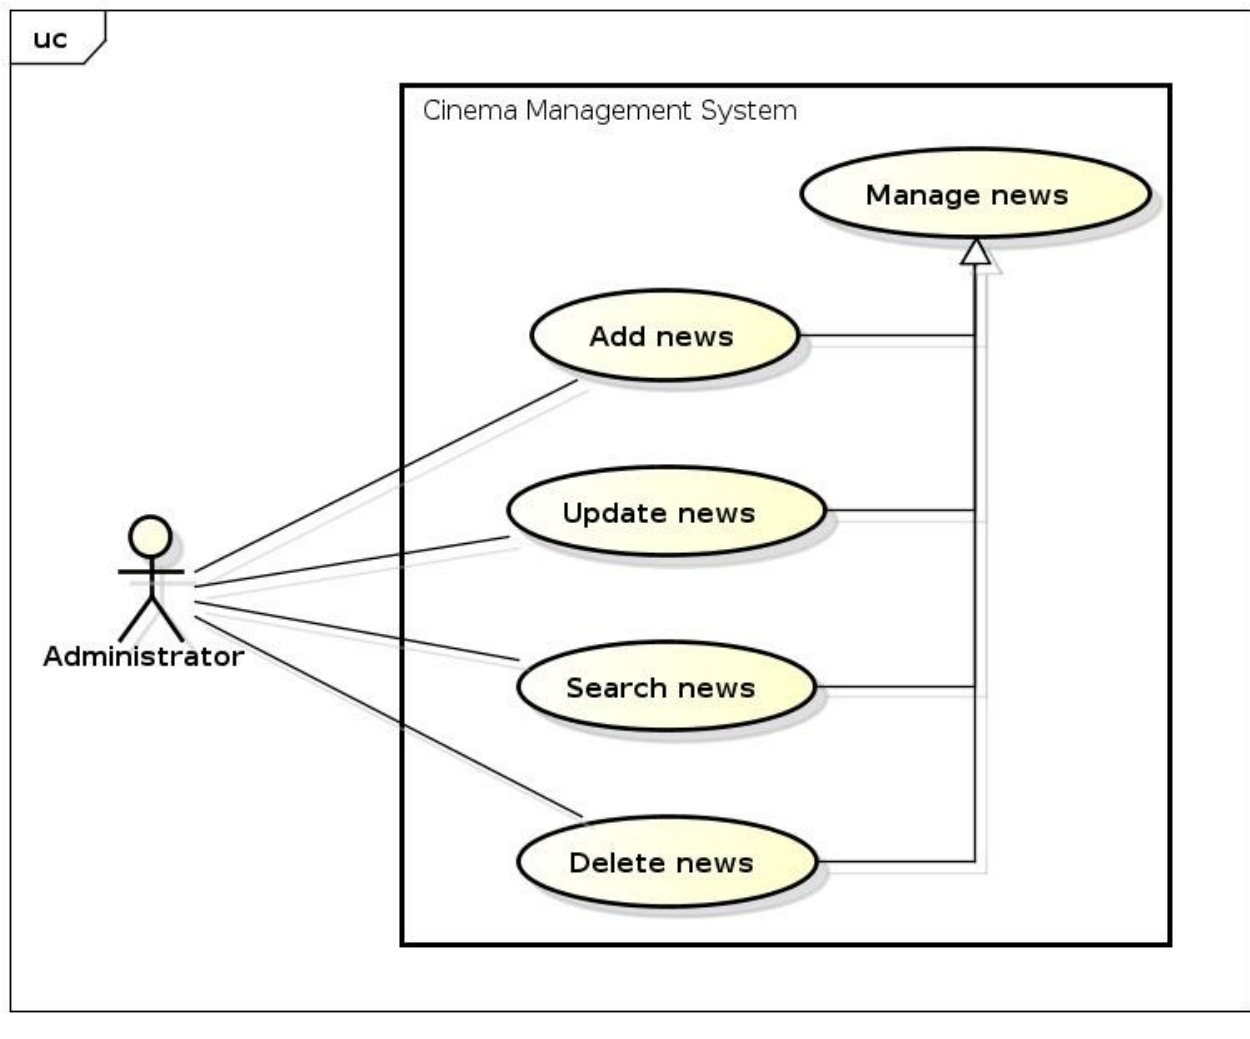 uc
Cinema Management System
Manage news
Add news
Update news
Administrator
Search news
Delete news